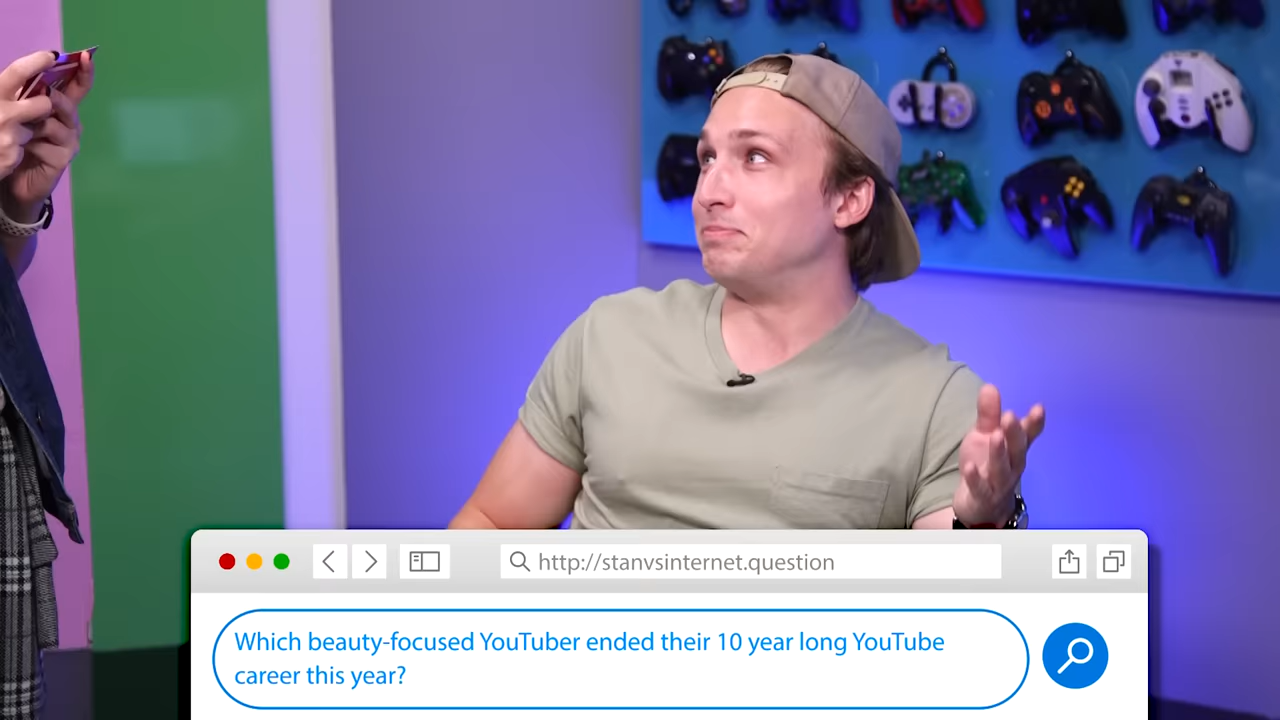 http://stanvsinternet.question
Which beauty-focused YouTuber ended their 10 year long YouTube
career this year?